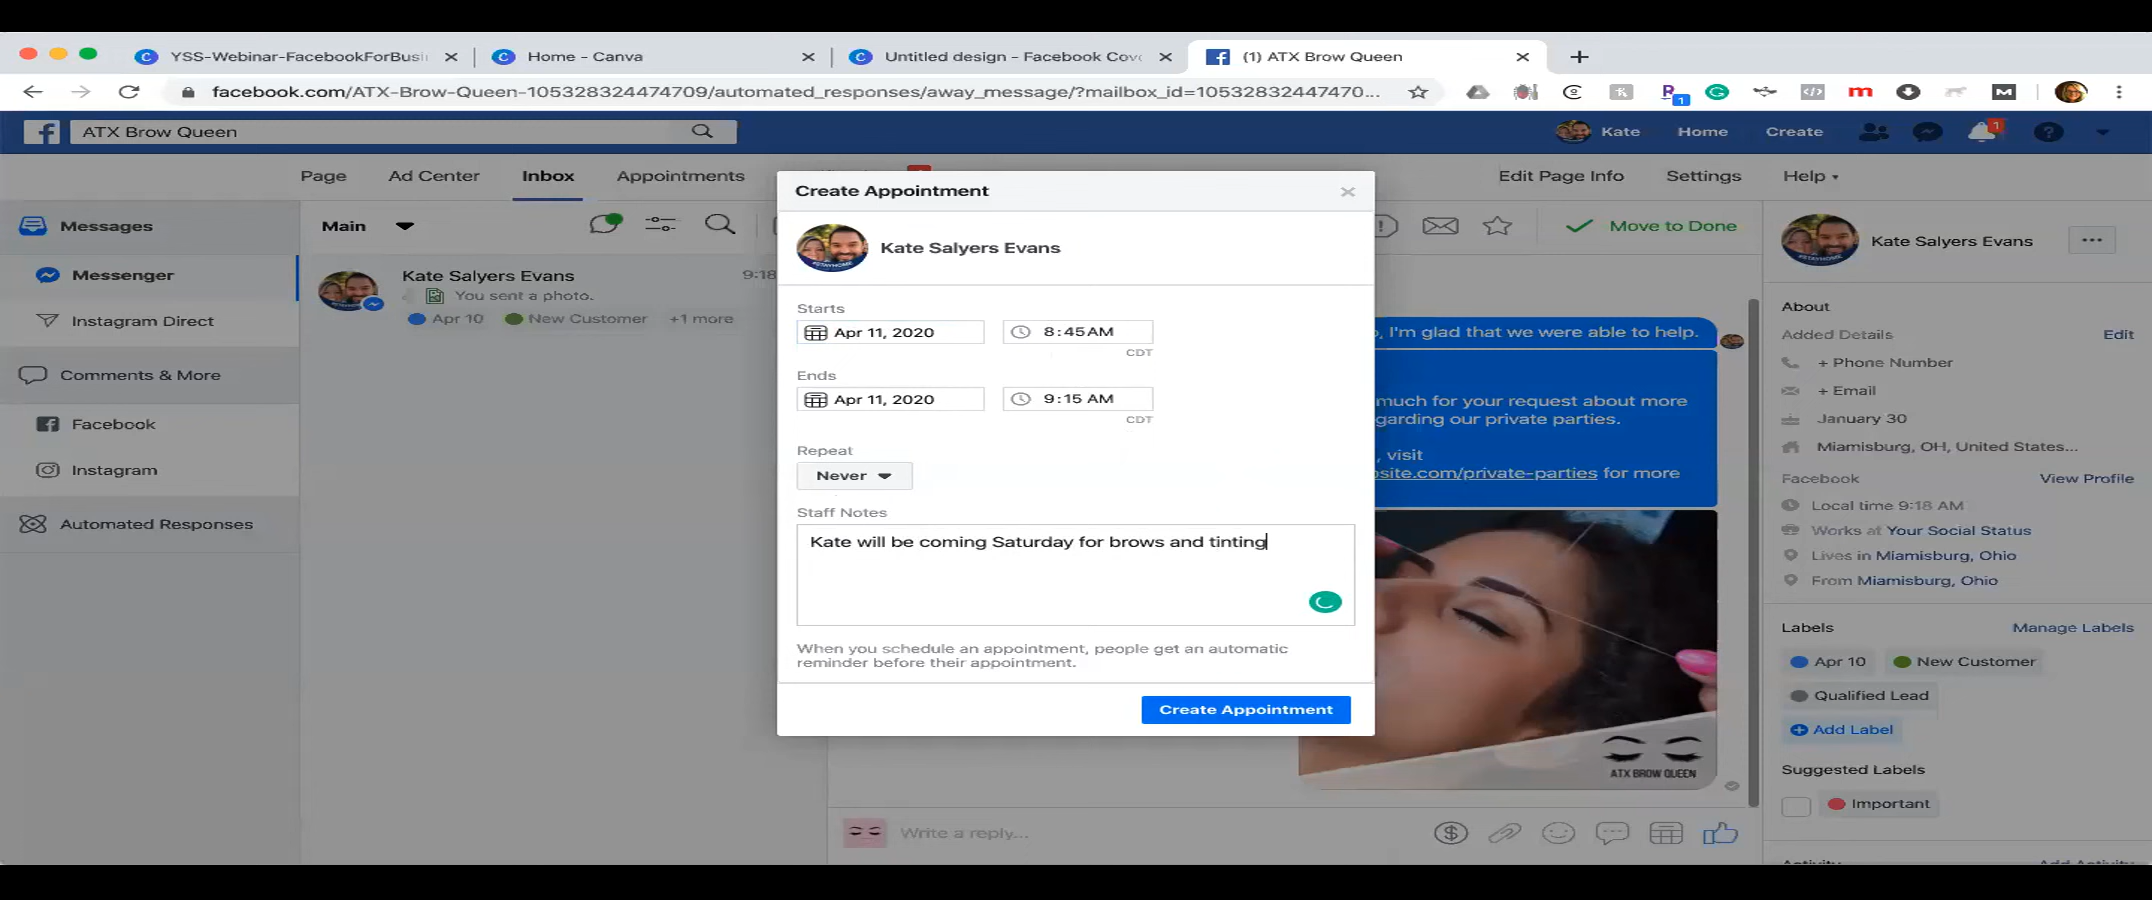 YSS-Webinar-FacebookForBusi
Home - Canva
Untitled design - Facebook Cov
(1) ATX Brow Queen
facebook.com/ATX-Brow-Queen-105328324474709/automated_responses/away_message/?mailbox_id=10532832447470...
1
ATX Brow Queen
Kate
Home
Create
1
Page
Ad Center
Inbox
Appointments
Edit Page Info
Settings
Help
Messages
Messenger
Instagram Direct
Comments & More
Facebook
Instagram
Automated Responses
Main
Kate Salyers Evans
9:18
You sent a photo.
Apr 10
New Customer
+1 more
Create Appointment
Kate Salyers Evans
Starts
Apr 11, 2020
8:45AM
CDT
Ends
Apr 11, 2020
9:15 AM
CDT
Repeat
Never
Staff Notes
Kate will be coming Saturday for brows and tinting
When you schedule an appointment, people get an automatic
reminder before their appointment.
Create Appointment
Move to Done
, I'm glad that we were able to help.
much for your request about more
garding our private parties.
, visit
site.com/private-parties for more
ATX BROW QUEEN
Write a reply...
Kate Salyers Evans
...
About
Added Details
Edit
+ Phone Number
+ Email
January 30
Miamisburg, OH, United States...
Facebook
View Profile
Local time 9:18 AM
Works at Your Social Status
Lives in Miamisburg, Ohio
From Miamisburg, Ohio
Labels
Manage Labels
Apr 10
New Customer
Qualified Lead
Add Label
Suggested Labels
Important
Activity
Add Activity